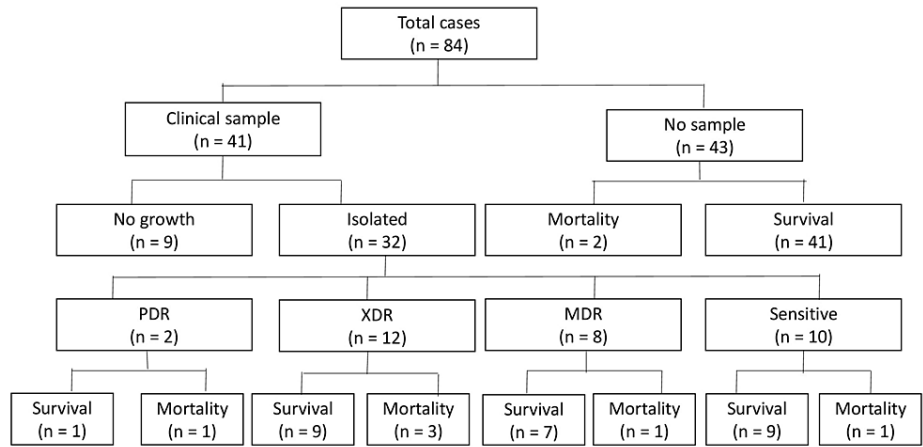 Total cases
(n = 84)
Clinical sample
(n = 41)
No sample
(n = 43)
No growth
(n = 9)
Isolated
(n = 32)
Mortality
(n = 2)
Survival
(n = 41)
PDR
(n = 2)
XDR
(n = 12)
MDR
(n = 8)
Sensitive
(n = 10)
Survival
(n = 1)
Mortality
(n = 1)
Survival
(n = 9)
Mortality
(n = 3)
Survival
(n = 7)
Mortality
(n = 1)
Survival
(n = 9)
Mortality
(n = 1)